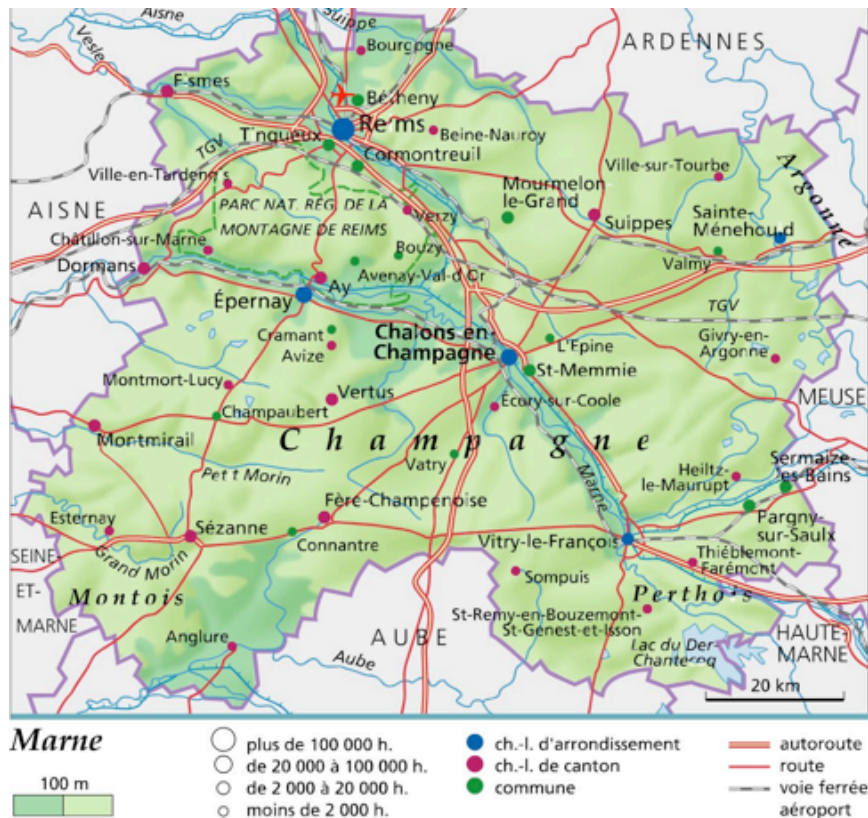 Aisne
Suippe
ARDENNES
Vesle
Bourgogne
Fismes
Bétheny
Reims
Tinqueux
Beine-Nauroy
TGV
Cormontreuil
Ville-sur-Tourbe
Argonne
Ville-en-Tardenois
Mourmelon-
le-Grand
AISNE
PARC NAT. RÉG. DE LA
MONTAGNE DE REIMS
Verzy
Suippes
Sainte-
Ménehould
Châtillon-sur-Marne
Bouzy
Valmy
Dormans
Ay
Avenay-Val-d'Or
Épernay
TGV
Cramant
Avize
Chalons-en-
Champagne
L'Epine
Givry-en-
Argonne
St-Memmie
Montmort-Lucy
Vertus
Écury-sur-Coole
MEUSE
Champaubert
Montmirail
Champagne
Vatry
Marne
Sermaize-
les-Bains
Petit Morin
Heiltz-
le-Maurupt
Fère-Champenoise
Esternay
Sézanne
Pargny-
sur-Saulx
Connantre
Vitry-le-François
SEINE-
ET-
MARNE
Grand Morin
Thiéblemont-
Farémont
Montois
Sompuis
Perthois
St-Remy-en-Bouzemont-
St-Genest-et-Isson
Anglure
AUBE
Aube
Lac du Der-
Chantecoq
HAUTE-
MARNE
20 km
Marne
100 m
plus de 100 000 h.
de 20 000 à 100 000 h.
de 2 000 à 20 000 h.
moins de 2 000 h.
ch.-l. d'arrondissement
ch.-l. de canton
commune
autoroute
route
voie ferrée
aéroport